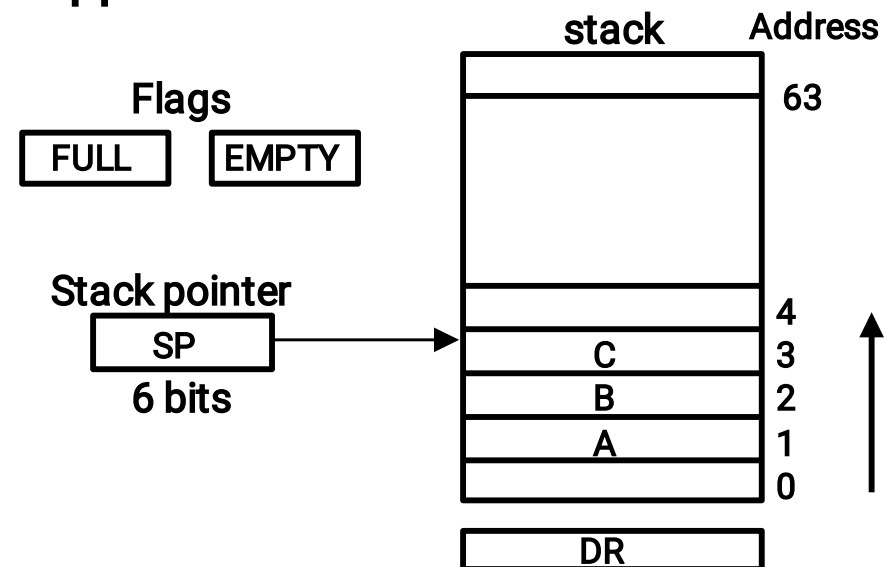 stack
Address
63
Flags
FULL
EMPTY
Stack pointer
SP
6 bits
4
C
3
B
2
A
1
0
DR